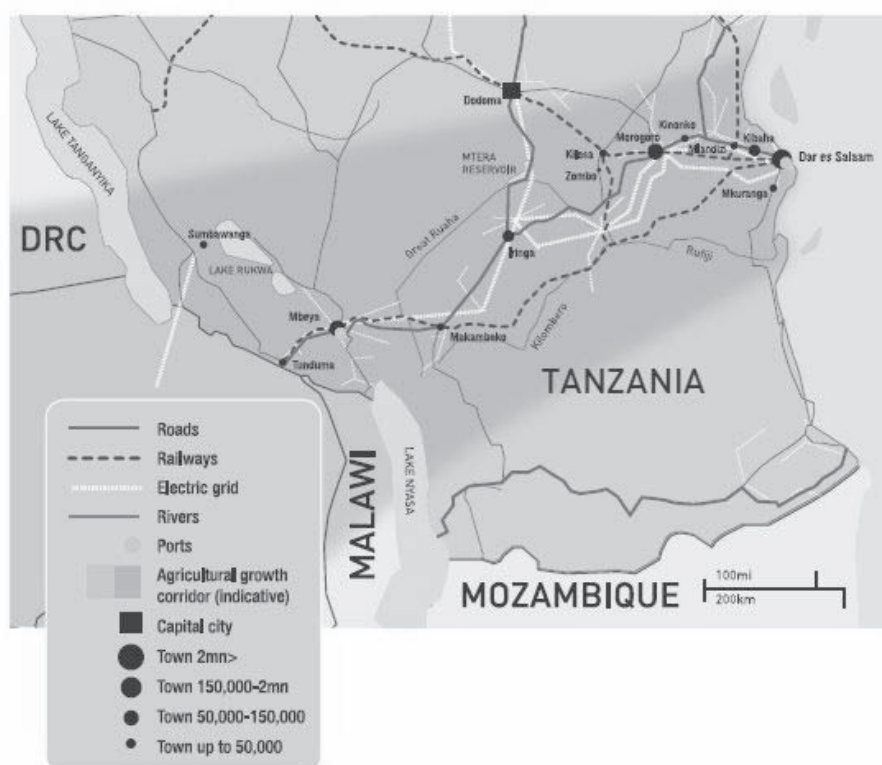 Dodoma
Kinonko
Morogoro
Kibaha
Mlandizi
Dar es Salaam
Kilosa
Zombo
MTERA
RESERVOIR
Mkuranga
LAKE TANGANYIKA
DRC
Sumbawanga
LAKE RUKWA
Great Ruaha
Iringa
Rufiji
Mbeya
Makambako
Kilombero
Tunduma
TANZANIA
MALAWI
LAKE NYASA
MOZAMBIQUE
100mi
200km
Roads
Railways
Electric grid
Rivers
Ports
Agricultural growth
corridor (indicative)
Capital city
Town 2mn>
Town 150,000-2mn
Town 50,000-150,000
Town up to 50,000